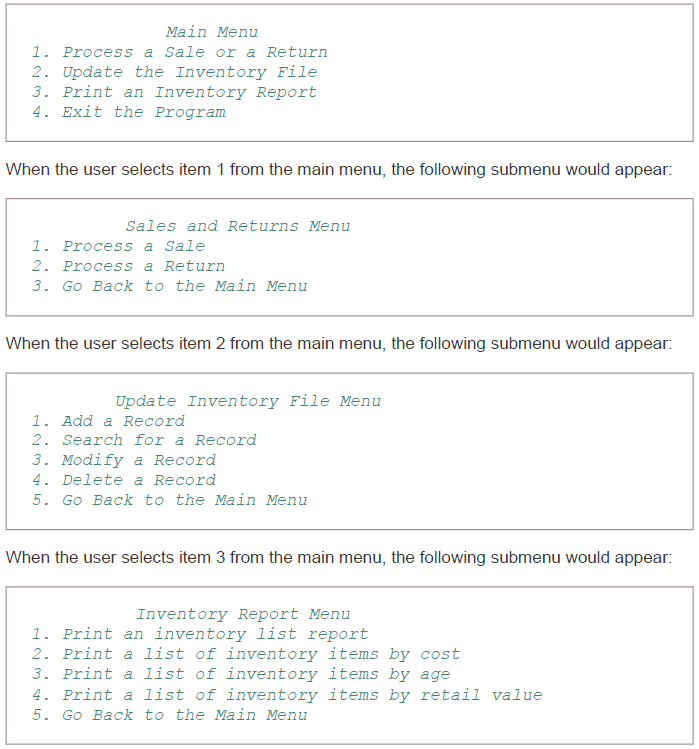 Main Menu
1. Process a Sale or a Return
2. Update the Inventory File
3. Print an Inventory Report
4. Exit the Program
When the user selects item 1 from the main menu, the following submenu would appear:
Sales and Returns Menu
1. Process a Sale
2. Process a Return
3. Go Back to the Main Menu
When the user selects item 2 from the main menu, the following submenu would appear:
Update Inventory File Menu
1. Add a Record
2. Search for a Record
3. Modify a Record
4. Delete a Record
5. Go Back to the Main Menu
When the user selects item 3 from the main menu, the following submenu would appear:
Inventory Report Menu
1. Print an inventory list report
2. Print a list of inventory items by cost
3. Print a list of inventory items by age
4. Print a list of inventory items by retail value
5. Go Back to the Main Menu